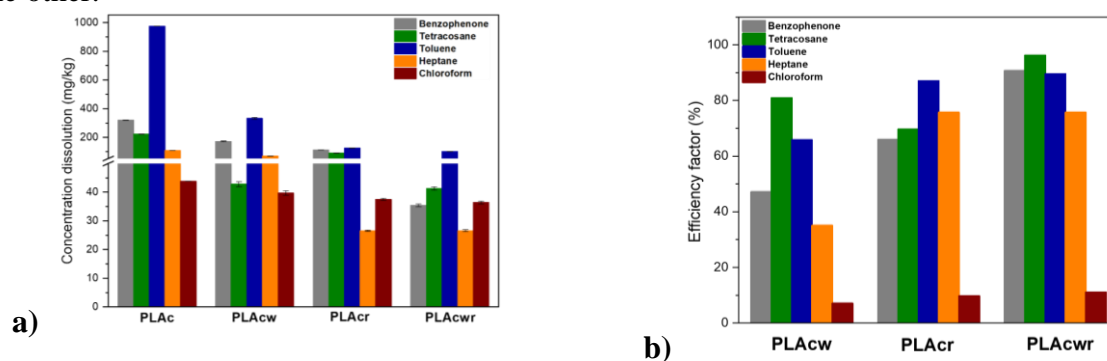 Benzophenone
Tetracosane
Toluene
Heptane
Chloroform
Concentration dissolution (mg/kg)
1000
800
600
400
200
40
30
20
10
0
PLAc PLAcw PLAcr PLAcwr
a)
Benzophenone
Tetracosane
Toluene
Heptane
Chloroform
Efficiency factor (%)
100
80
60
40
20
0
PLAcw PLAcr PLAcwr
b)